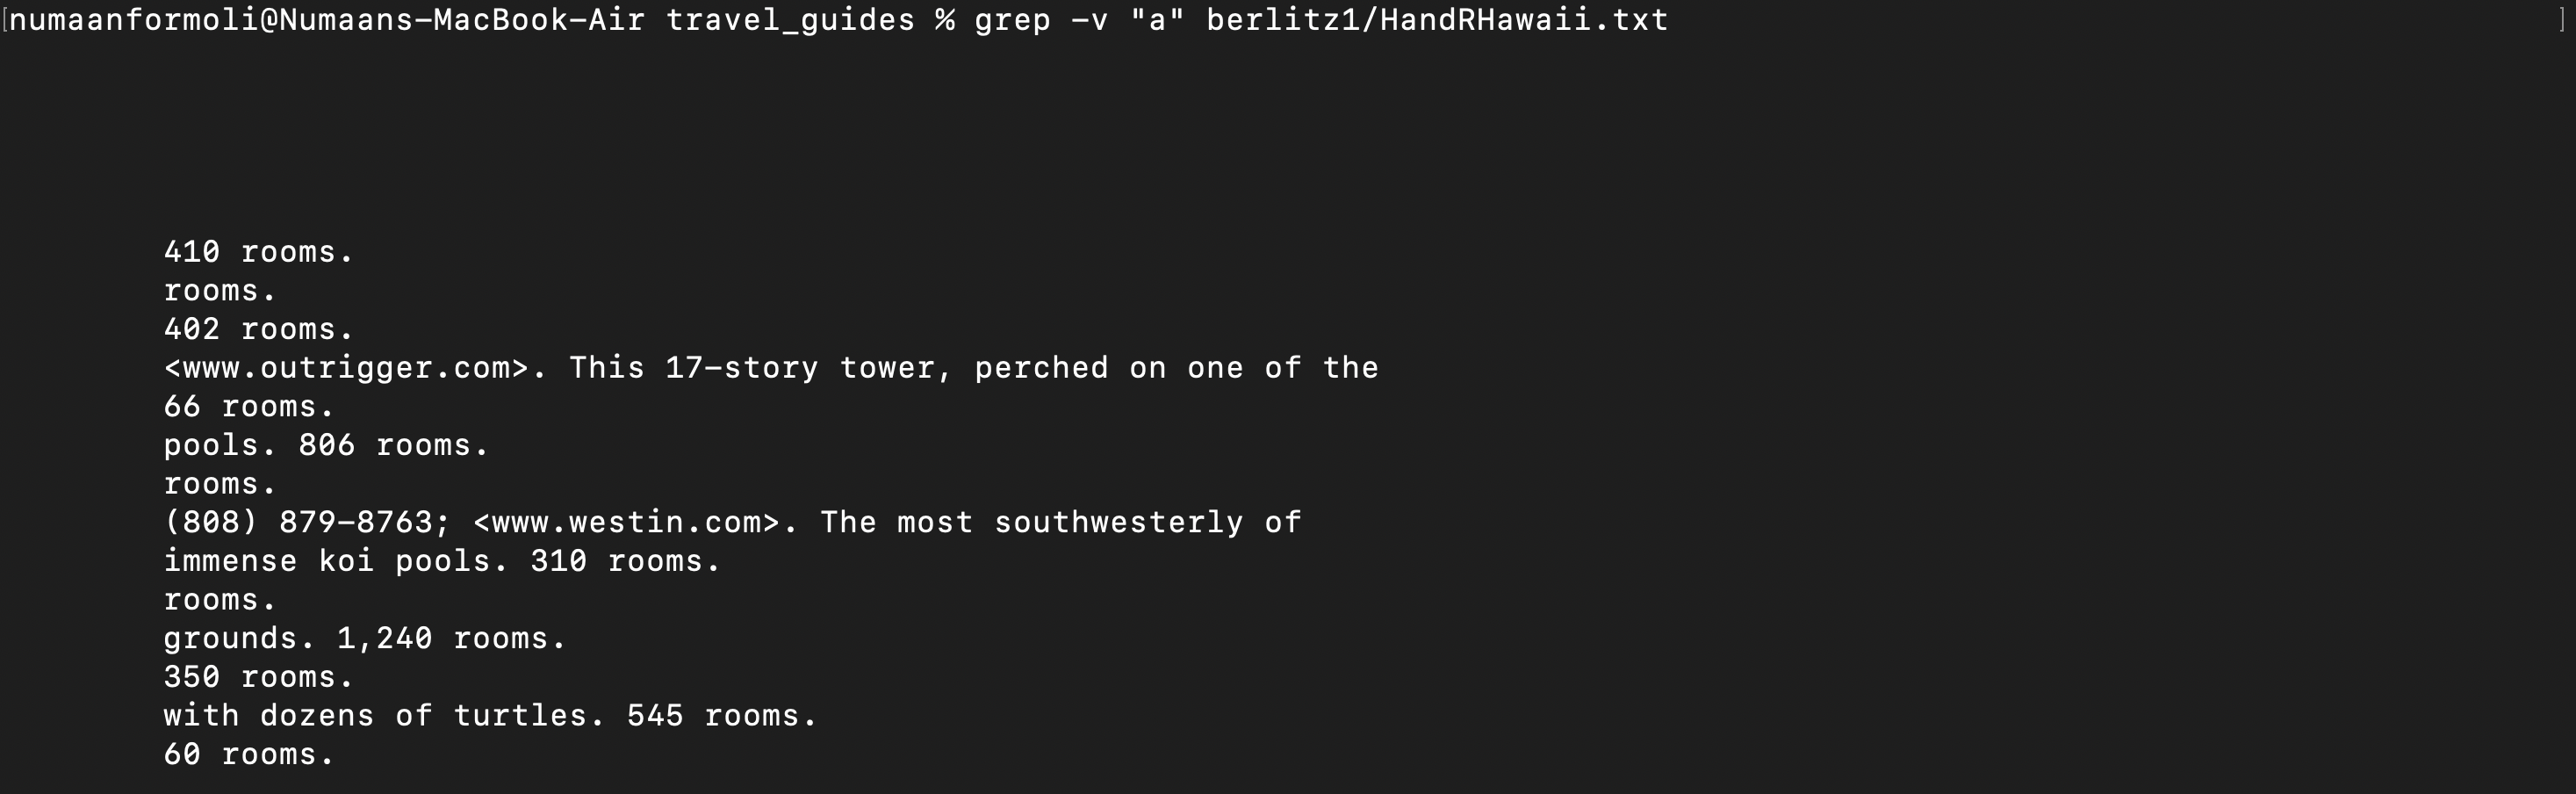 [numaanformoli@Numaans-MacBook-Air travel_guides % grep -v "a" berlitz1/HandRHawaii.txt ]
410 rooms.
rooms.
402 rooms.
<www.outrigger.com>. This 17-story tower, perched on one of the
66 rooms.
pools. 806 rooms.
rooms.
(808) 879-8763; <www.westin.com>. The most southwesterly of
immense koi pools. 310 rooms.
rooms.
grounds. 1,240 rooms.
350 rooms.
with dozens of turtles. 545 rooms.
60 rooms.